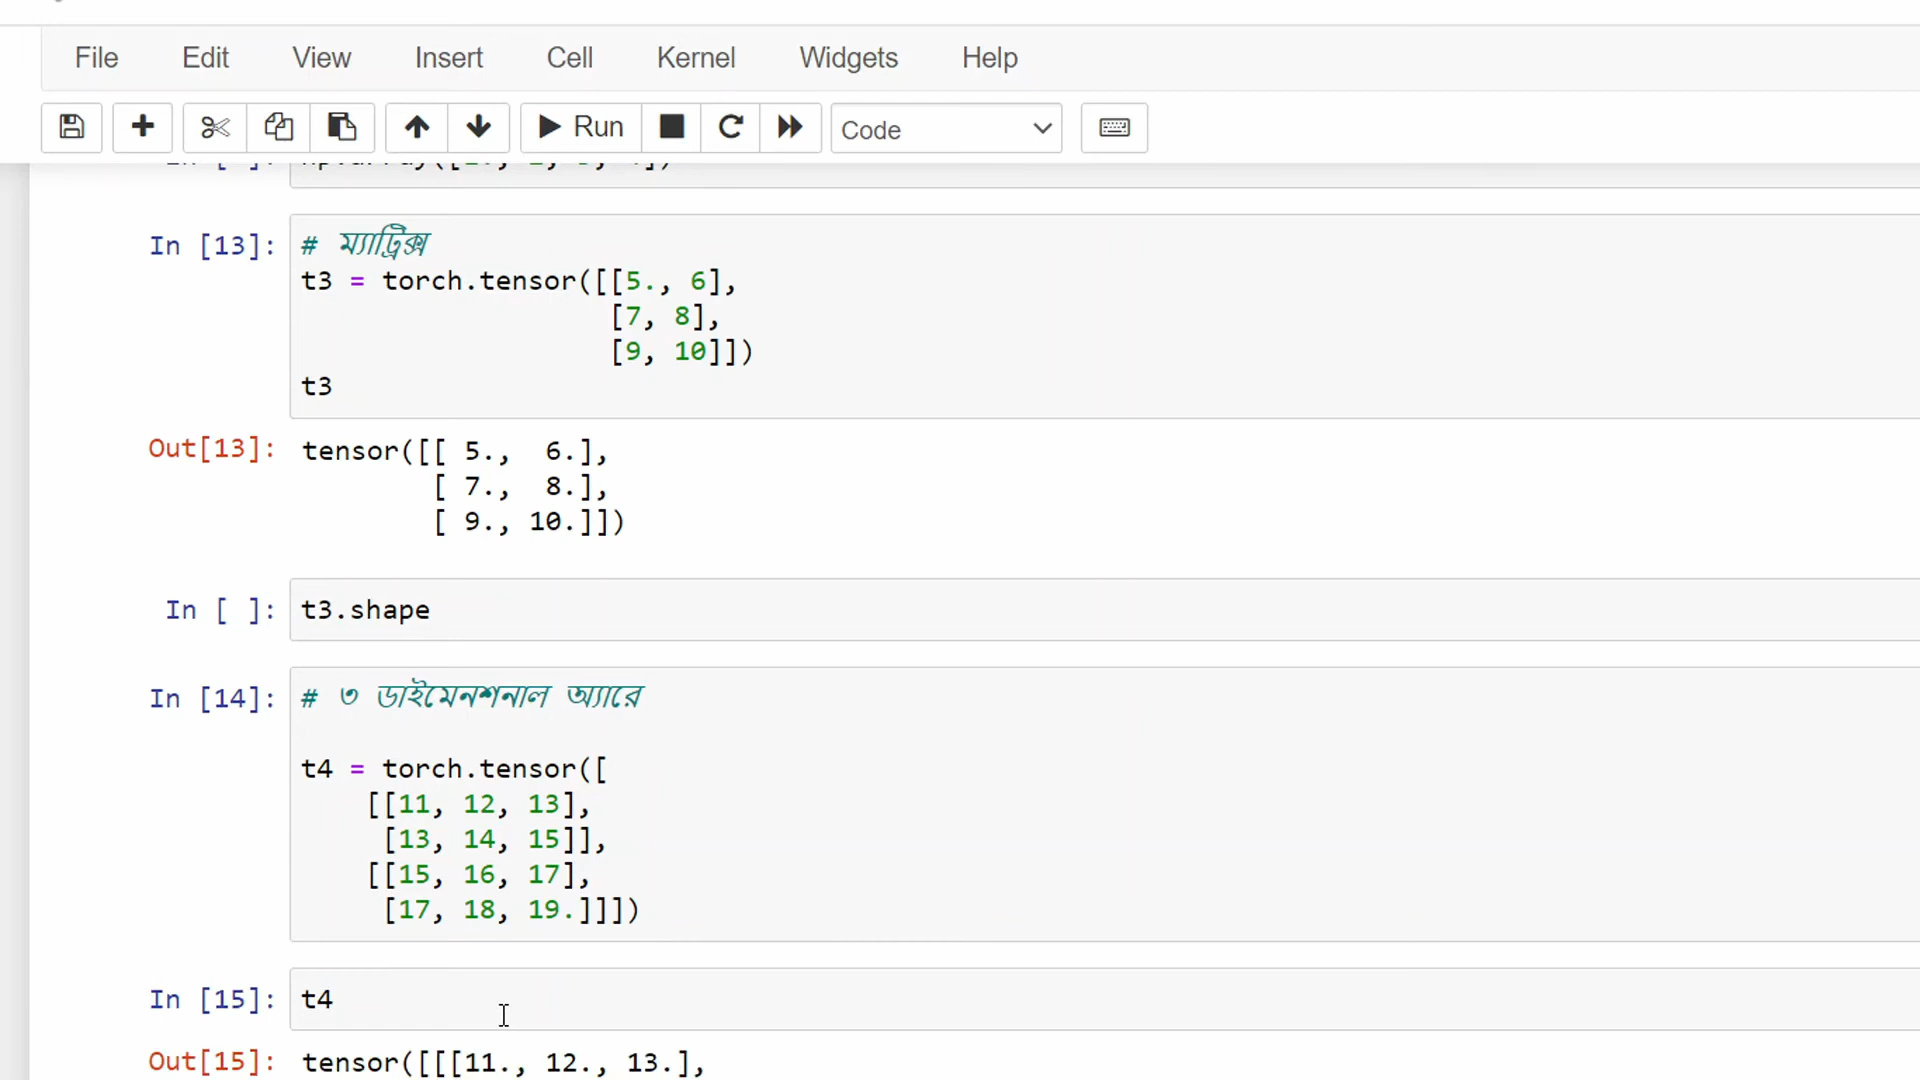 File Edit View Insert Cell Kernel Widgets Help
Run Code
In [13]: # ম্যাট্রিক্স
t3 = torch.tensor([[5., 6],
[7, 8],
[9, 10]])
t3
Out[13]: tensor([[ 5.,  6.],
[ 7.,  8.],
[ 9., 10.]])
In [ ]: t3.shape
In [14]: # ৩ ডাইমেনশনাল অ্যারে
t4 = torch.tensor([
[[11, 12, 13],
[13, 14, 15]],
[[15, 16, 17],
[17, 18, 19.]]])
In [15]: t4
Out[15]: tensor([[[11., 12., 13.],